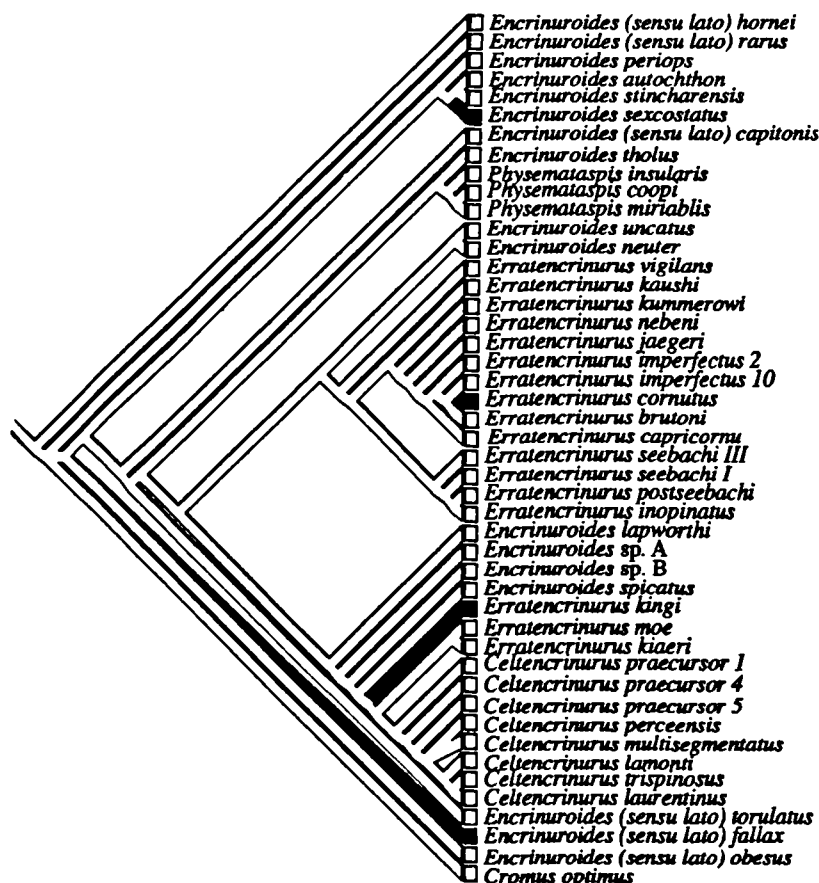 Encrinuroides (sensu lato) hornei
Encrinuroides (sensu lato) rarus
Encrinuroides periops
Encrinuroides autochthon
Encrinuroides stincharensis
Encrinuroides sexcostatus
Encrinuroides (sensu lato) capitonis
Encrinuroides tholus
Physemataspis insularis
Physemataspis coopi
Physemataspis miriablis
Encrinuroides uncatus
Encrinuroides neuter
Erratencrinurus vigilans
Erratencrinurus kaushi
Erratencrinurus kummerowi
Erratencrinurus nebeni
Erratencrinurus jaegeri
Erratencrinurus imperfectus 2
Erratencrinurus imperfectus 10
Erratencrinurus cornutus
Erratencrinurus brutoni
Erratencrinurus capricornu
Erratencrinurus seebachi III
Erratencrinurus seebachi I
Erratencrinurus postseebachi
Erratencrinurus inopinatus
Encrinuroides lapworthi
Encrinuroides sp. A
Encrinuroides sp. B
Encrinuroides spicatus
Erratencrinurus kingi
Erratencrinurus moe
Erratencrinurus kiaeri
Celtencrinurus praecursor 1
Celtencrinurus praecursor 4
Celtencrinurus praecursor 5
Celtencrinurus perceensis
Celtencrinurus multisegmentatus
Celtencrinurus lamonti
Celtencrinurus trispinosus
Celtencrinurus laurentinus
Encrinuroides (sensu lato) torulatus
Encrinuroides (sensu lato) fallax
Encrinuroides (sensu lato) obesus
Cromus optimus